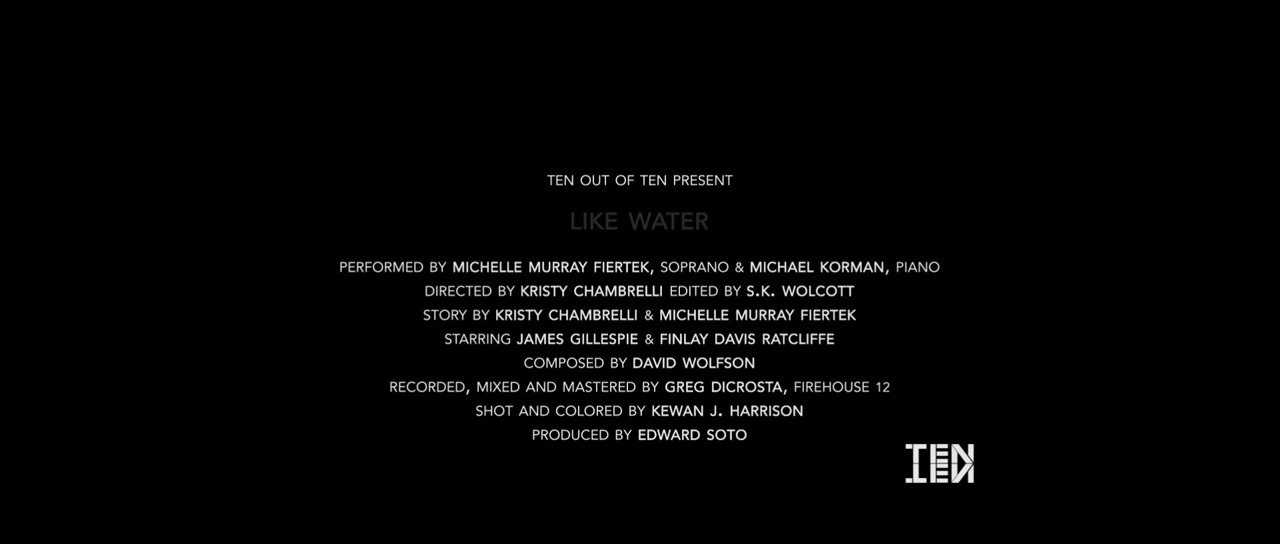 TEN OUT OF TEN PRESENT
LIKE WATER
PERFORMED BY MICHELLE MURRAY FIERTEK, SOPRANO & MICHAEL KORMAN, PIANO
DIRECTED BY KRISTY CHAMBRELLI EDITED BY S.K. WOLCOTT
STORY BY KRISTY CHAMBRELLI & MICHELLE MURRAY FIERTEK
STARRING JAMES GILLESPIE & FINLAY DAVIS RATCLIFFE
COMPOSED BY DAVID WOLFSON
RECORDED, MIXED AND MASTERED BY GREG DICROSTA, FIREHOUSE 12
SHOT AND COLORED BY KEWAN J. HARRISON
PRODUCED BY EDWARD SOTO
TEN
TEN